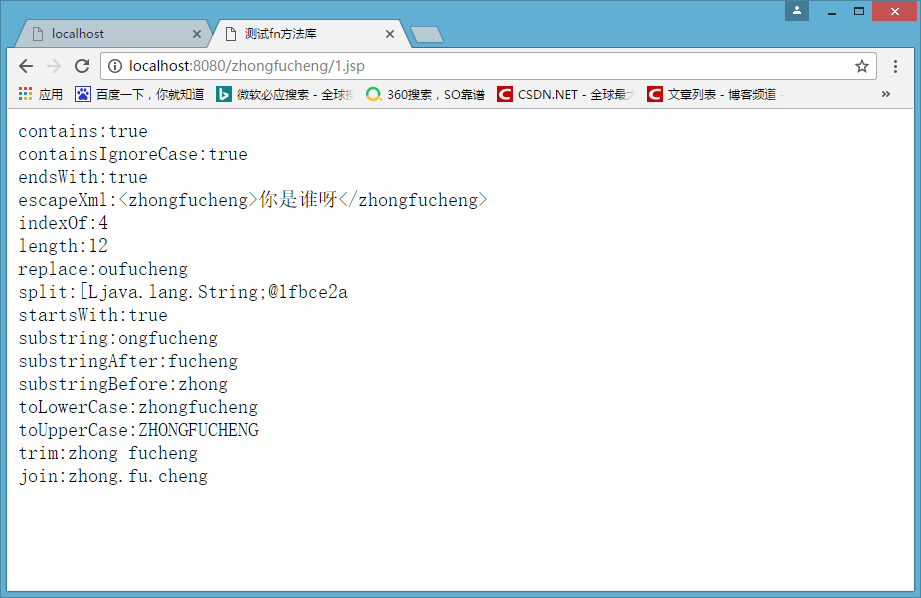 localhost
测试fn方法库
localhost:8080/zhongfucheng/1.jsp
应用
百度一下，你就知道
微软必应搜索 - 全球
360搜索，SO靠谱
CSDN.NET - 全球最
文章列表 - 博客频道 -
»
contains:true
containsIgnoreCase:true
endsWith:true
escapeXml:<zhongfucheng>你是谁呀</zhongfucheng>
indexOf:4
length:12
replace:oufucheng
split:[Ljava.lang.String;@1fbce2a
startsWith:true
substring:ongfucheng
substringAfter:fucheng
substringBefore:zhong
toLowerCase:zhongfucheng
toUpperCase:ZHONGFUCHENG
trim:zhong fucheng
join:zhong.fu.cheng